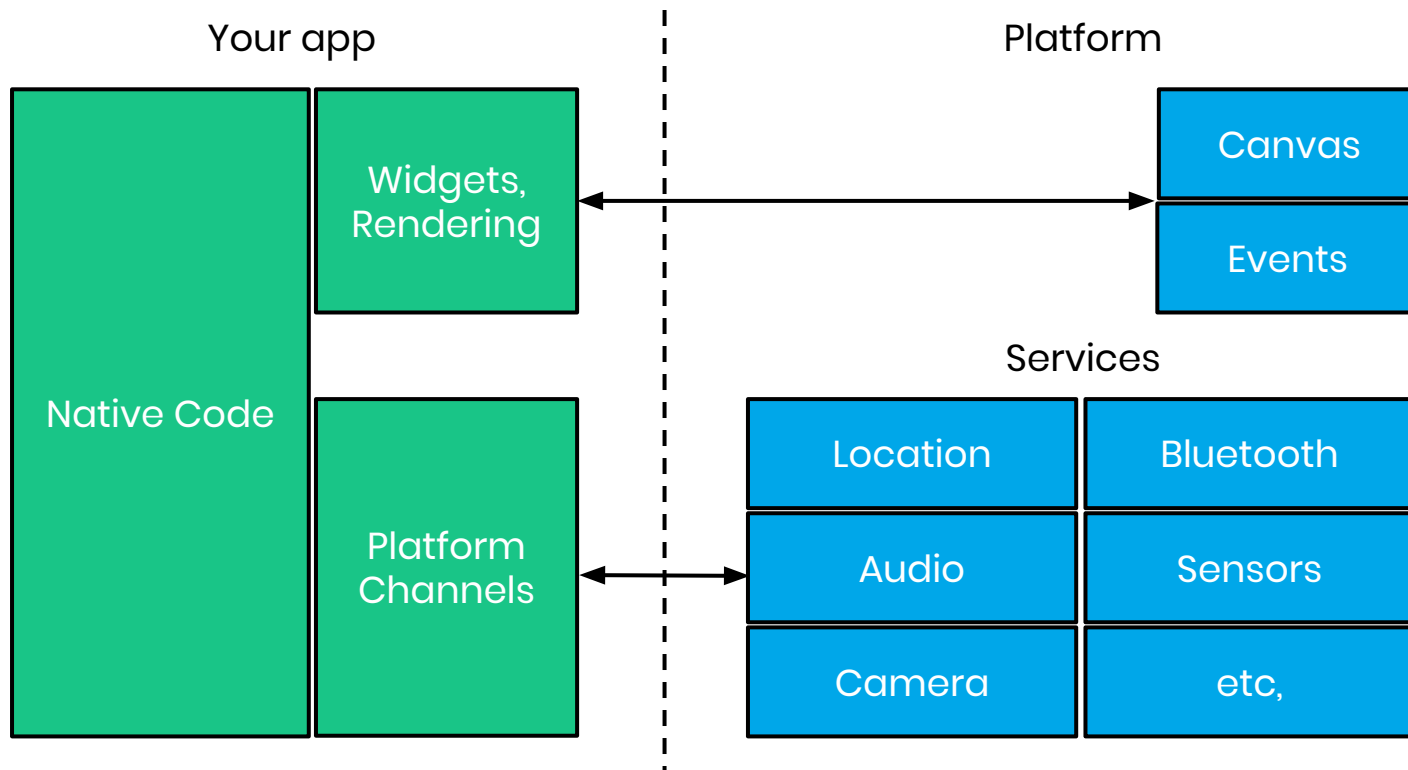 Your app
Platform
Native Code
Widgets,
Rendering
Canvas
Events
Services
Platform
Channels
Location
Bluetooth
Audio
Sensors
Camera
etc,